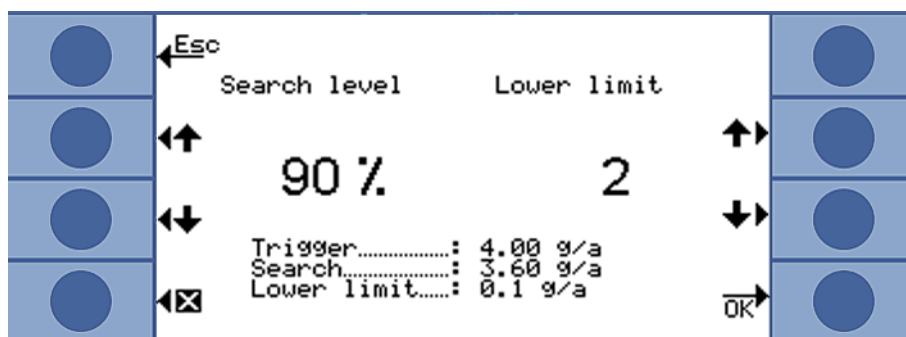 Esc
Search level Lower limit
90 % 2
Trigger................: 4.00 g/a
Search.................: 3.60 g/a
Lower limit.....: 0.1 g/a
OK